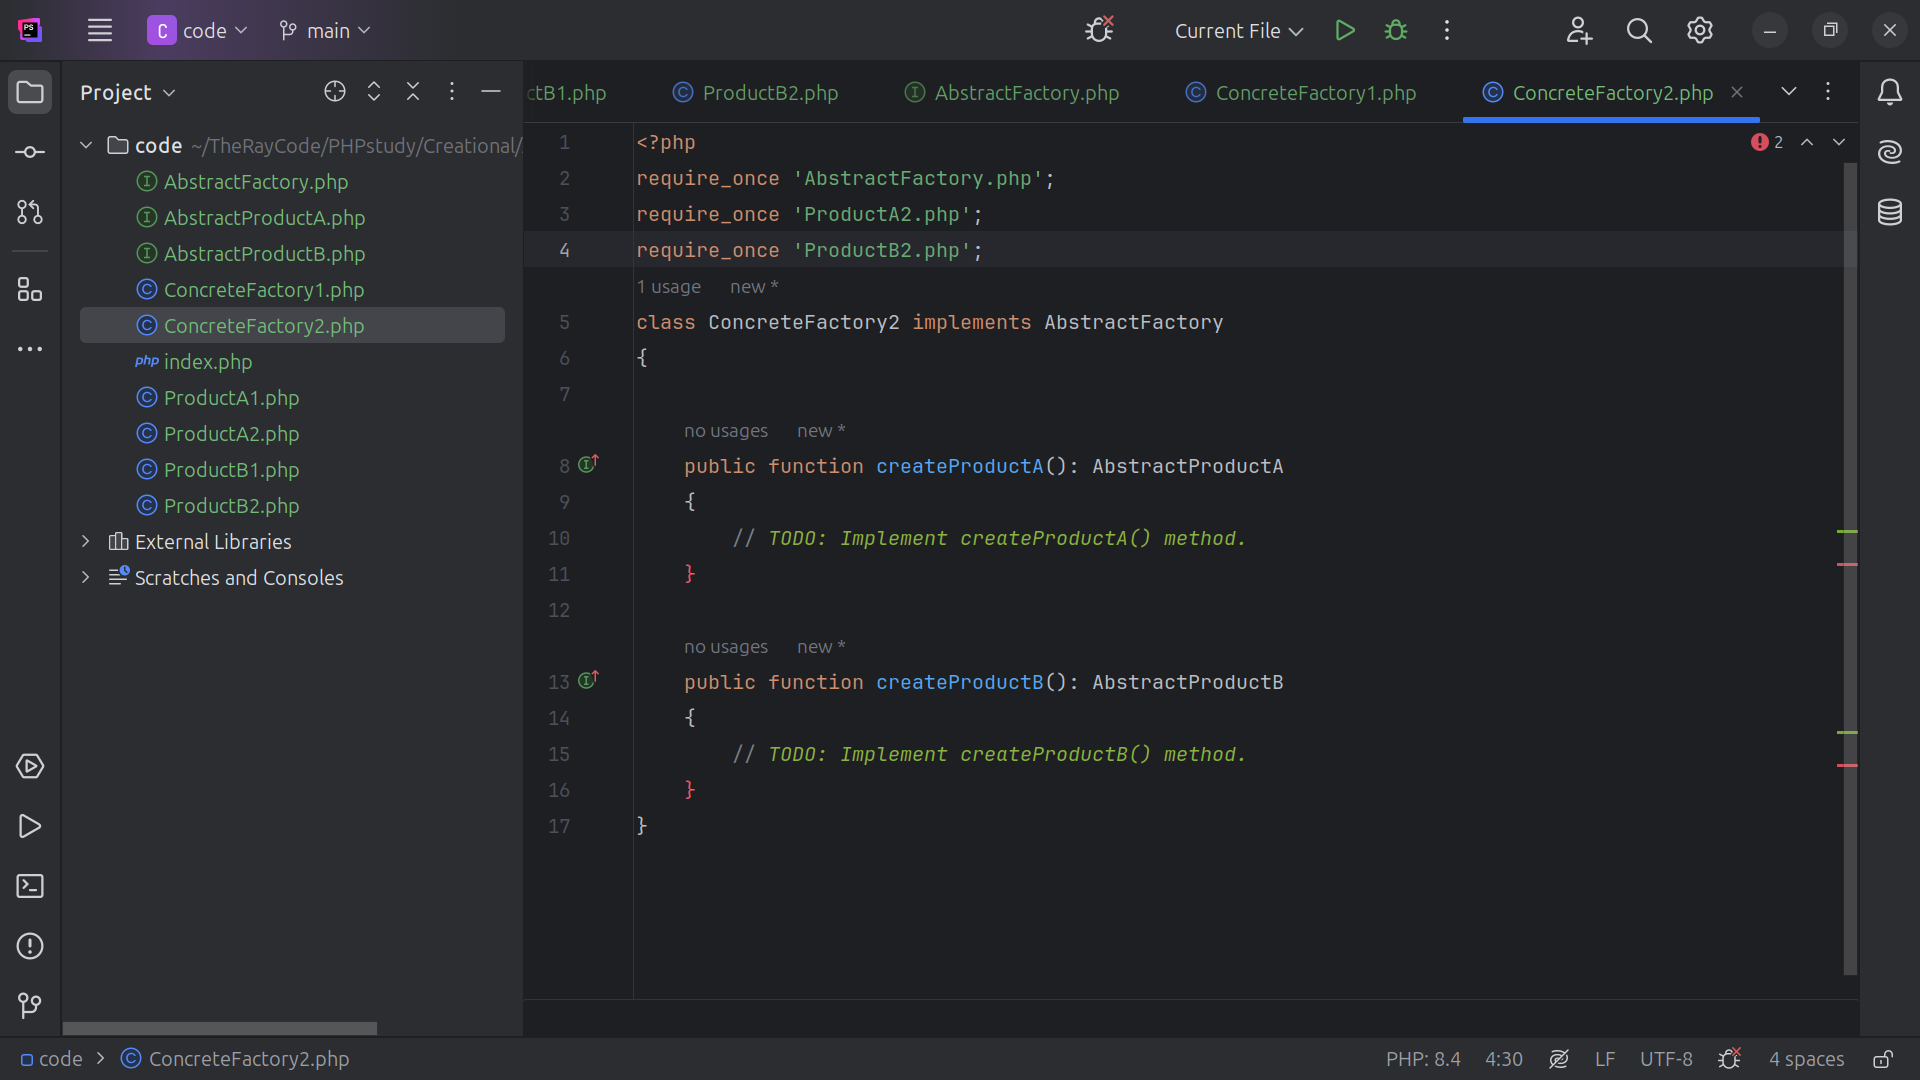 PS
C code
main
Current File
Project
ctB1.php
ProductB2.php
AbstractFactory.php
ConcreteFactory1.php
ConcreteFactory2.php
code ~/TheRayCode/PHPstudy/Creational/
AbstractFactory.php
AbstractProductA.php
AbstractProductB.php
ConcreteFactory1.php
ConcreteFactory2.php
php index.php
ProductA1.php
ProductA2.php
ProductB1.php
ProductB2.php
External Libraries
Scratches and Consoles
1 <?php
2
2 require_once 'AbstractFactory.php';
3 require_once 'ProductA2.php';
4 require_once 'ProductB2.php';
1 usage new *
5 class ConcreteFactory2 implements AbstractFactory
6 {
7
no usages new *
8 public function createProductA(): AbstractProductA
9 {
10 // TODO: Implement createProductA() method.
11 }
12
no usages new *
13 public function createProductB(): AbstractProductB
14 {
15 // TODO: Implement createProductB() method.
16 }
17 }
code > ConcreteFactory2.php
PHP: 8.4
4:30
LF
UTF-8
4 spaces